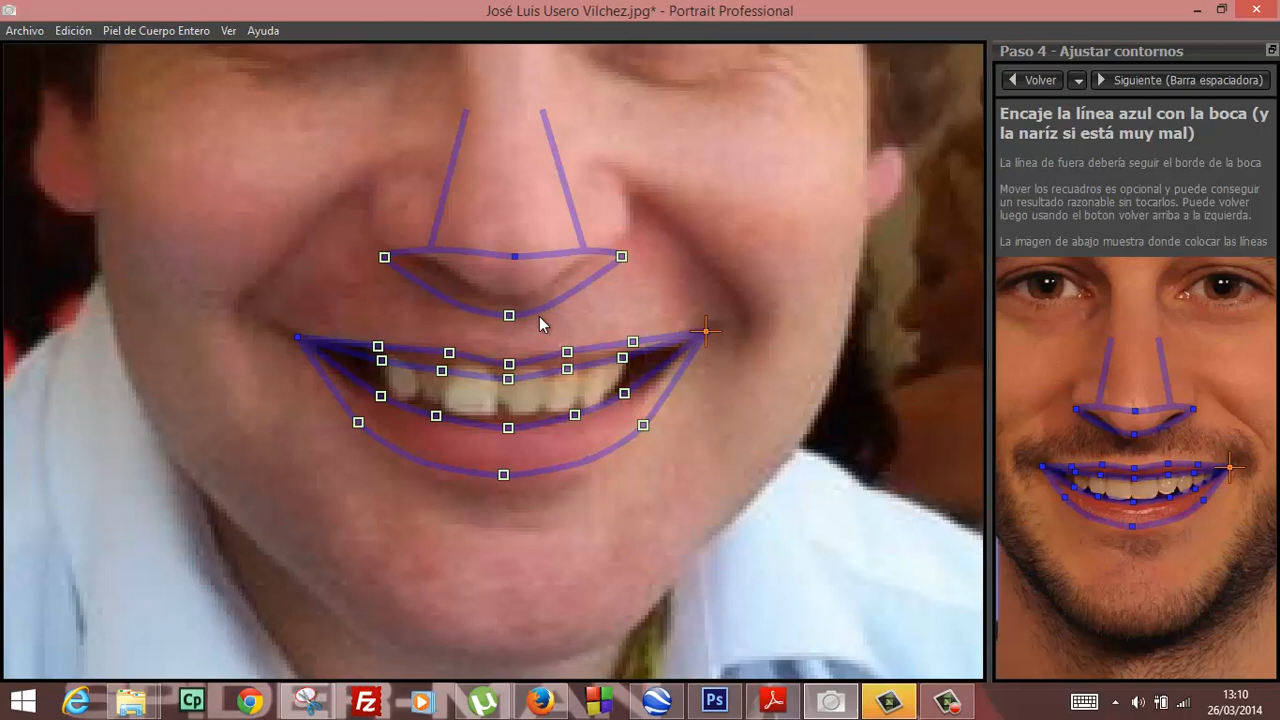 José Luis Usero Vilchez.jpg* - Portrait Professional
Archivo Edición Piel de Cuerpo Entero Ver Ayuda
Paso 4 - Ajustar contornos
Volver Siguiente (Barra espaciadora)
Encaje la línea azul con la boca (y
la naríz si está muy mal)
La línea de fuera debería seguir el borde de la boca
Mover los recuadros es opcional y puede conseguir
un resultado razonable sin tocarlos. Puede volver
luego usando el boton volver arriba a la izquierda.
La imagen de abajo muestra donde colocar las líneas
Cp
Fz
µ
Ps
13:10
26/03/2014